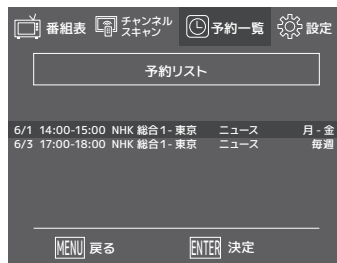 番組表 チャンネルスキャン 予約一覧 設定
予約リスト
6/1 14:00-15:00 NHK 総合1-東京 ニュース 月-金
6/3 17:00-18:00 NHK 総合1-東京 ニュース 毎週
MENU 戻る ENTER 決定